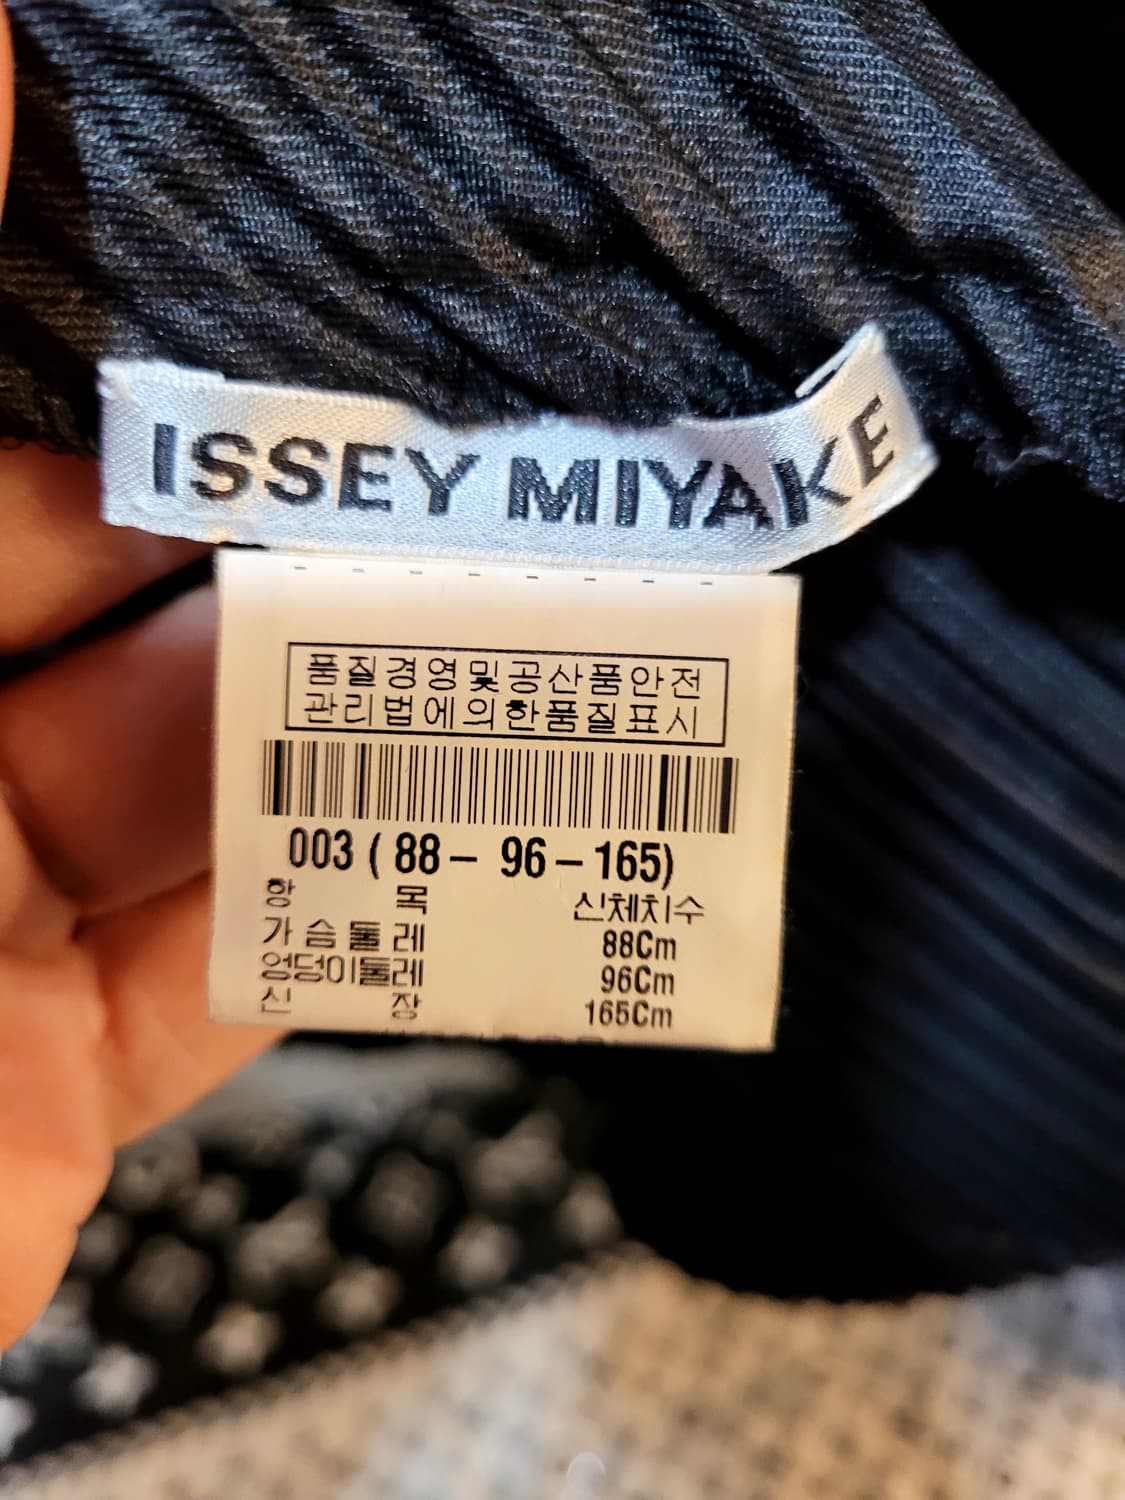 ISSEY MIYAKE
품질경영및공산품안전
관리법에의한품질표시
003 ( 88 – 96 – 165)
항 목 신체치수
가슴둘레 88Cm
엉덩이둘레 96Cm
신 장 165Cm